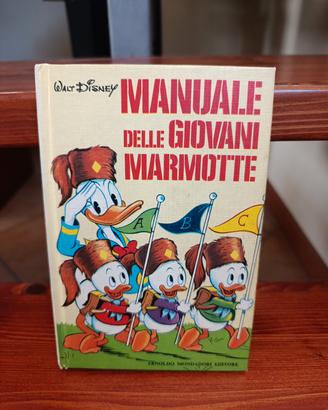 WALT DISNEY
MANUALE
DELLE GIOVANI
MARMOTTE
A B C
ARNOLDO MONDADORI EDITORE